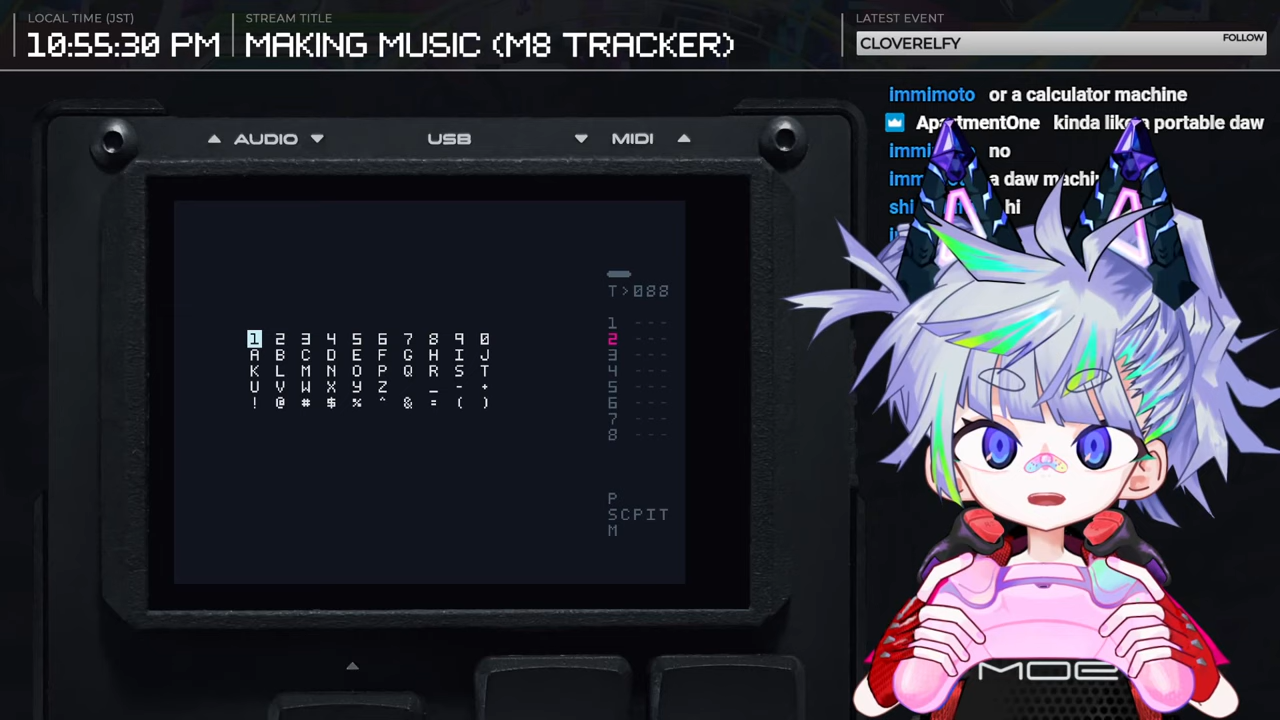 LOCAL TIME (JST)
10:55:30 PM
STREAM TITLE
MAKING MUSIC (M8 TRACKER)
LATEST EVENT
CLOVERELFY
FOLLOW
immimoto or a calculator machine
ApartmentOne kinda like a portable daw
no
a daw
hi
AUDIO
USB
MIDI
T>088
1 2 3 4 5 6 7 8 9 0
A B C D E F G H I J
K L M N O P Q R S T
U V W X Y Z _ - +
! @ # $ % ^ & = ( )
1 ---
2 ---
3 ---
4 ---
5 ---
6 ---
7 ---
8 ---
P
SCPIT
M
MOE